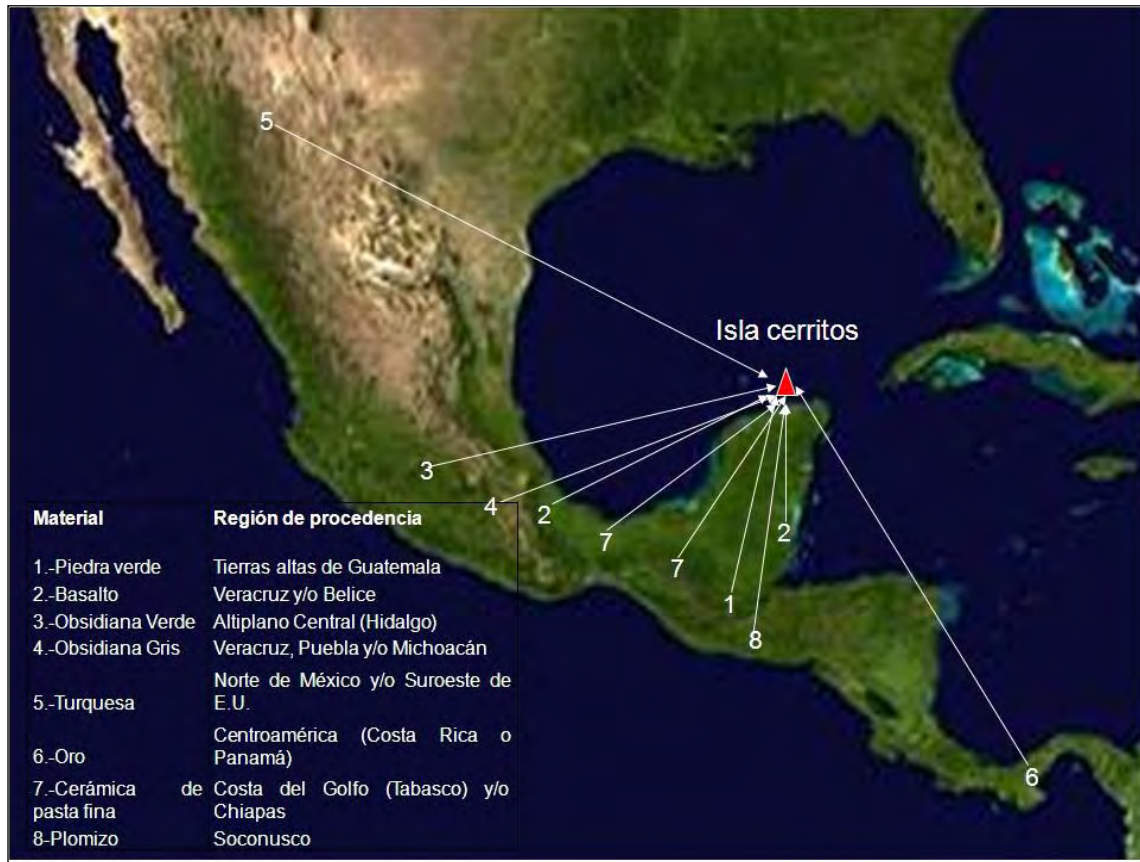 5
Isla cerritos
3
4
2
7
2
7
1
8
6
Material Región de procedencia
1.-Piedra verde Tierras altas de Guatemala
2.-Basalto Veracruz y/o Belice
3.-Obsidiana Verde Altiplano Central (Hidalgo)
4.-Obsidiana Gris Veracruz, Puebla y/o Michoacán
Norte de México y/o Suroeste de
5.-Turquesa E.U.
Centroamérica (Costa Rica o
6.-Oro Panamá)
7.-Cerámica de Costa del Golfo (Tabasco) y/o
pasta fina Chiapas
8-Plomizo Soconusco